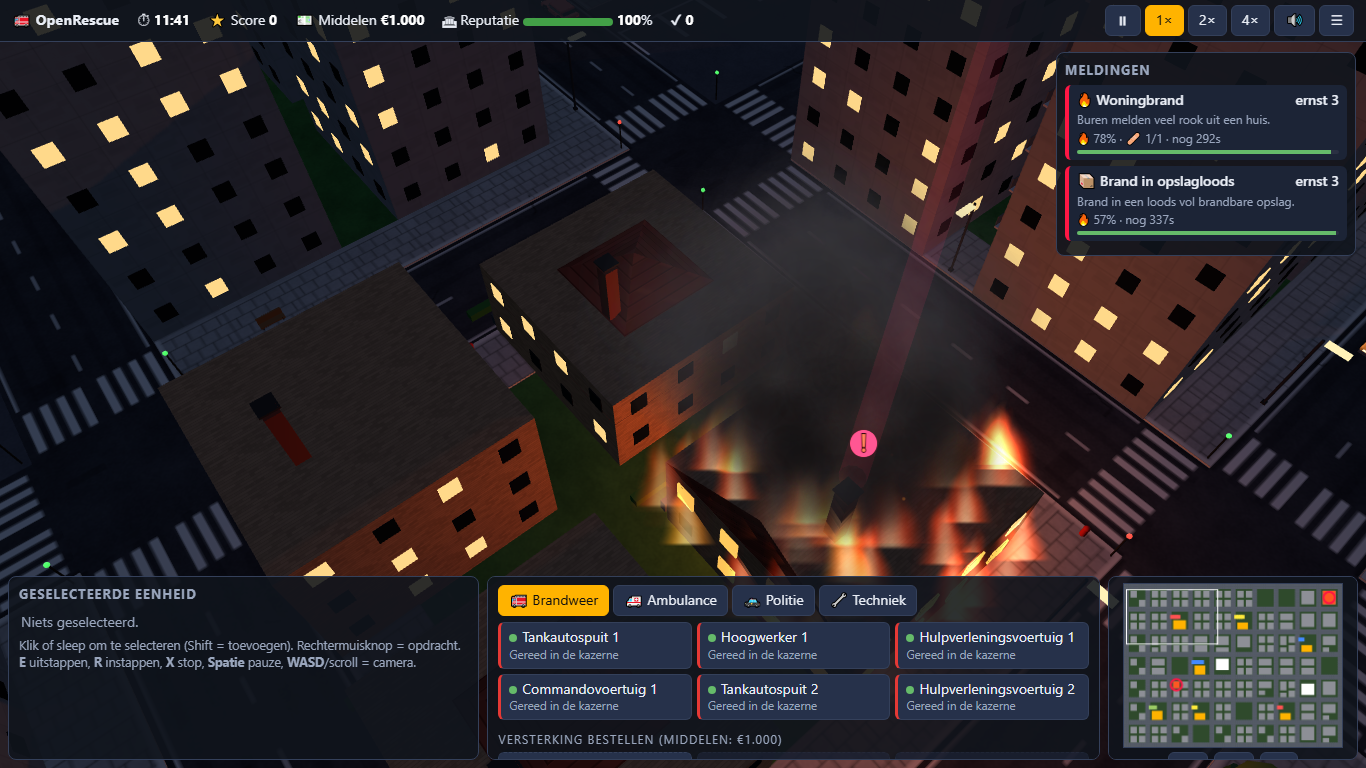 OpenRescue 11:41 Score 0 Middelen €1.000 Reputatie 100% ✓ 0 1× 2× 4×
MELDINGEN
Woningbrand ernst 3
Buren melden veel rook uit een huis.
78% · 1/1 · nog 292s
Brand in opslagloods ernst 3
Brand in een loods vol brandbare opslag.
57% · nog 337s
GESELECTEERDE EENHEID
Niets geselecteerd.
Klik of sleep om te selecteren (Shift = toevoegen). Rechtermuisknop = opdracht.
E uitstappen, R instappen, X stop, Spatie pauze, WASD/scroll = camera.
Brandweer Ambulance Politie Techniek
Tankautospuit 1 Hoogwerker 1 Hulpverleningsvoertuig 1
Gereed in de kazerne Gereed in de kazerne Gereed in de kazerne
Commandovoertuig 1 Tankautospuit 2 Hulpverleningsvoertuig 2
Gereed in de kazerne Gereed in de kazerne Gereed in de kazerne
VERSTERKING BESTELLEN (MIDDELEN: €1.000)